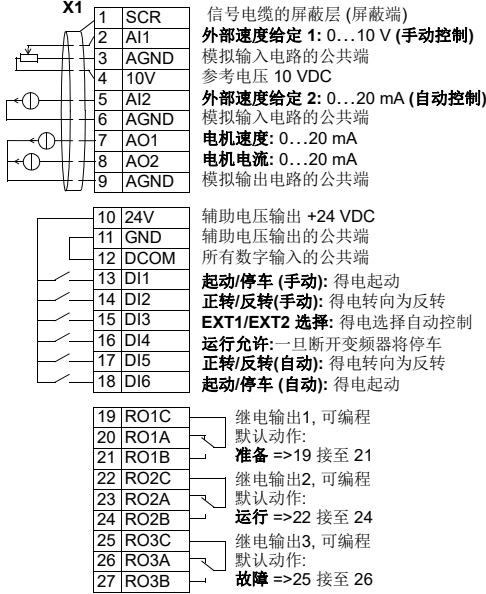 X1
1 SCR 信号电缆的屏蔽层 (屏蔽端)
2 AI1 外部速度给定 1: 0…10 V (手动控制)
3 AGND 模拟输入电路的公共端
4 10V 参考电压 10 VDC
5 AI2 外部速度给定 2: 0…20 mA (自动控制)
6 AGND 模拟输入电路的公共端
7 AO1 电机速度: 0…20 mA
8 AO2 电机电流: 0…20 mA
9 AGND 模拟输出电路的公共端
10 24V 辅助电压输出 +24 VDC
11 GND 辅助电压输出的公共端
12 DCOM 所有数字输入的公共端
13 DI1 起动/停车 (手动): 得电起动
14 DI2 正转/反转(手动): 得电转向为反转
15 DI3 EXT1/EXT2 选择: 得电选择自动控制
16 DI4 运行允许:一旦断开变频器将停车
17 DI5 正转/反转(自动): 得电转向为反转
18 DI6 起动/停车 (自动): 得电起动
19 RO1C 继电输出1, 可编程
20 RO1A 默认动作:
21 RO1B 准备 =>19 接至 21
22 RO2C 继电输出2, 可编程
23 RO2A 默认动作:
24 RO2B 运行 =>22 接至 24
25 RO3C 继电输出3, 可编程
26 RO3A 默认动作:
27 RO3B 故障 =>25 接至 26